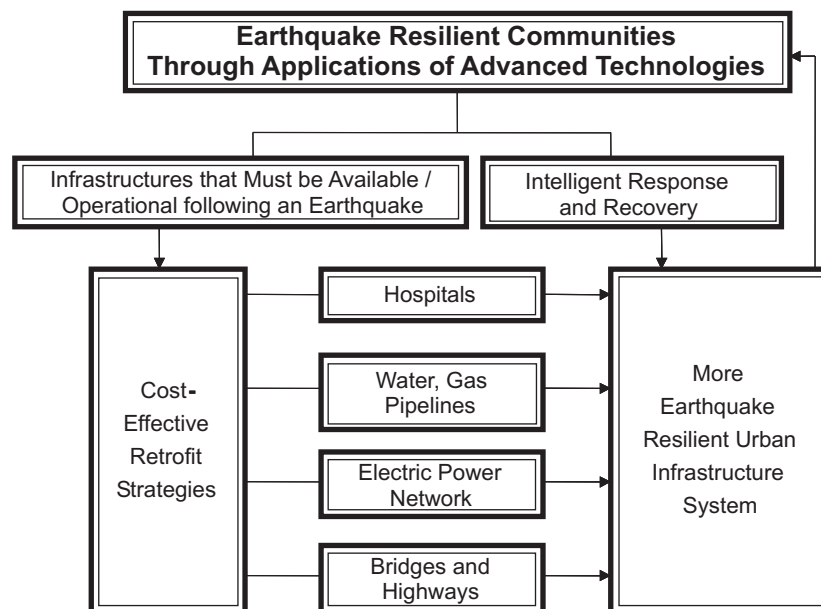 Earthquake Resilient Communities
Through Applications of Advanced Technologies
Infrastructures that Must be Available /
Operational following an Earthquake
Intelligent Response
and Recovery
Cost-
Effective
Retrofit
Strategies
Hospitals
Water, Gas
Pipelines
Electric Power
Network
Bridges and
Highways
More
Earthquake
Resilient Urban
Infrastructure
System